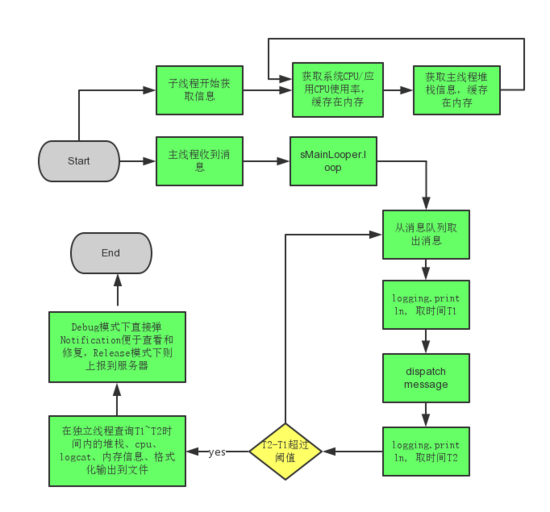 子线程开始获
取信息
获取系统CPU/应
用CPU使用率，
缓存在内存
获取主线程堆
栈信息，缓存
在内存
Start
主线程收到消
息
sMainLooper.l
oop
从消息队列取
出消息
End
logging.print
ln, 取时间T1
Debug模式下直接弹
Notification便于查看和
修复，Release模式下则
上报到服务器
dispatch
message
在独立线程查询T1~T2时
间内的堆栈、cpu、
logcat、内存信息、格式
化输出到文件
yes
T2-T1超过
阈值
logging.print
ln, 取时间T2